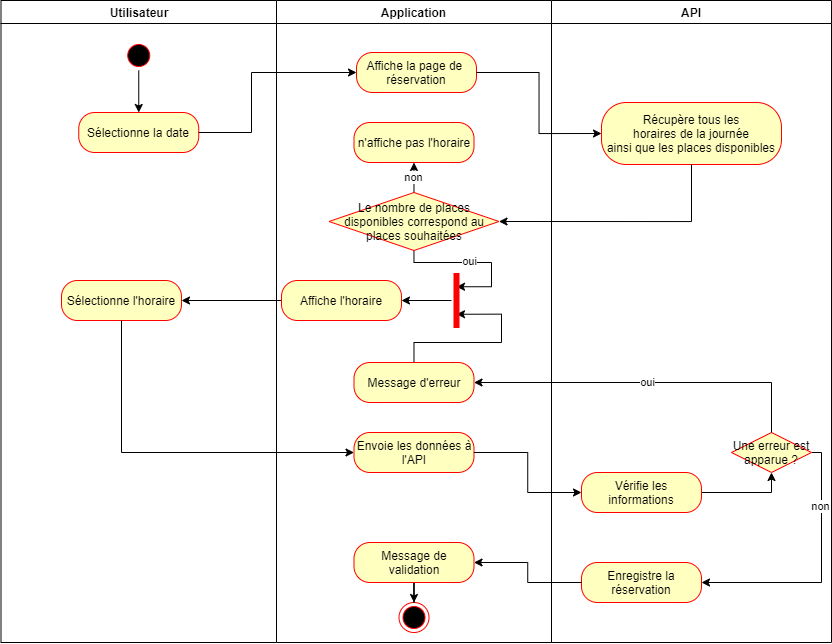 Utilisateur
Application
API
Affiche la page de
réservation
Sélectionne la date
Récupère tous les
horaires de la journée
ainsi que les places disponibles
n'affiche pas l'horaire
non
Le nombre de places
disponibles correspond au
places souhaitées
oui
Sélectionne l'horaire
Affiche l'horaire
Message d'erreur
oui
Envoie les données à
l'API
Une erreur est
apparue ?
Vérifie les
informations
non
Message de
validation
Enregistre la
réservation